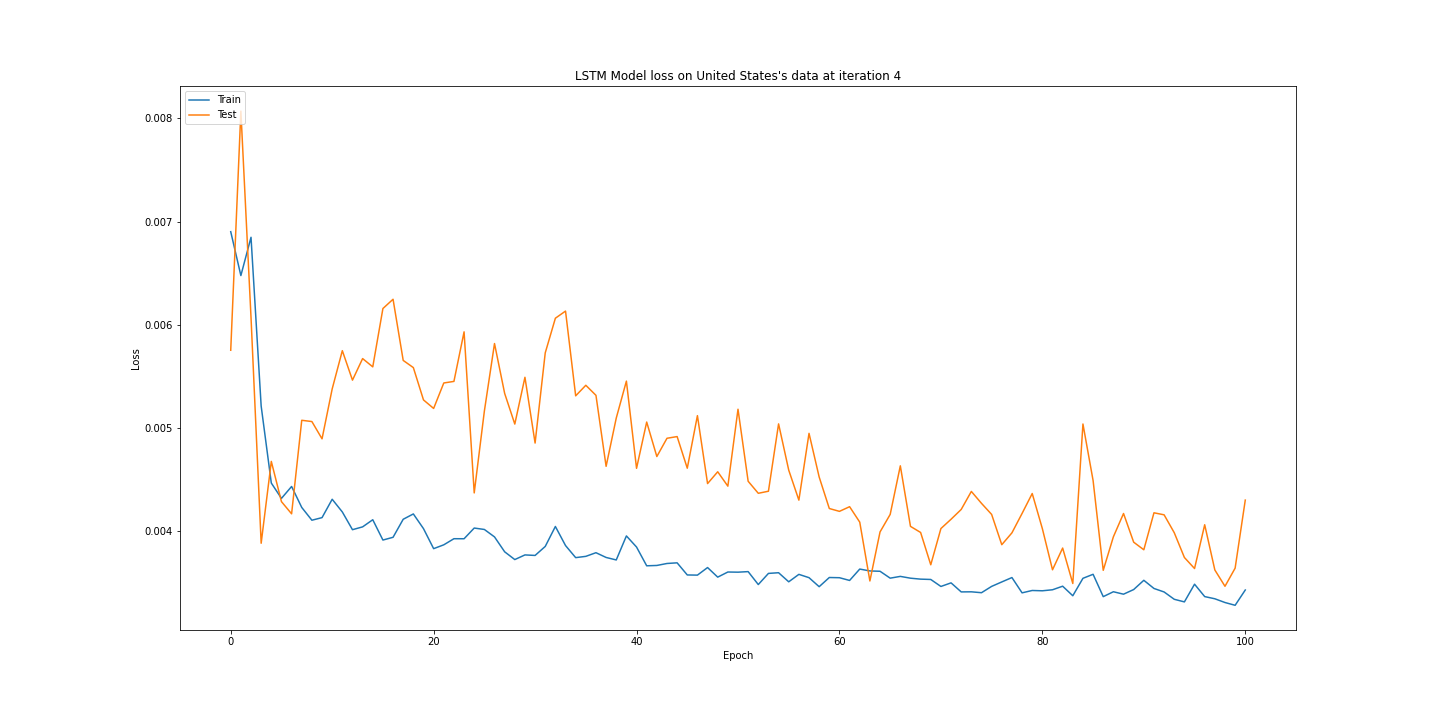 LSTM Model loss on United States's data at iteration 4
Train
Test
0.008
0.007
0.006
0.005
0.004
Loss
0 20 40 60 80 100
Epoch